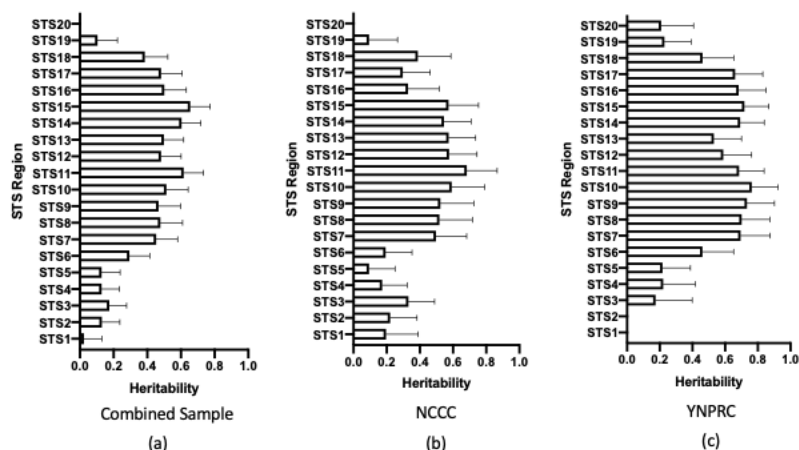 STS Region
STS20
STS19
STS18
STS17
STS16
STS15
STS14
STS13
STS12
STS11
STS10
STS9
STS8
STS7
STS6
STS5
STS4
STS3
STS2
STS1
0.0 0.2 0.4 0.6 0.8 1.0
Heritability
Combined Sample
(a)
STS Region
STS20
STS19
STS18
STS17
STS16
STS15
STS14
STS13
STS12
STS11
STS10
STS9
STS8
STS7
STS6
STS5
STS4
STS3
STS2
STS1
0.0 0.2 0.4 0.6 0.8 1.0
Heritability
NCCC
(b)
STS Region
STS20
STS19
STS18
STS17
STS16
STS15
STS14
STS13
STS12
STS11
STS10
STS9
STS8
STS7
STS6
STS5
STS4
STS3
STS2
STS1
0.0 0.2 0.4 0.6 0.8 1.0
Heritability
YNPRC
(c)